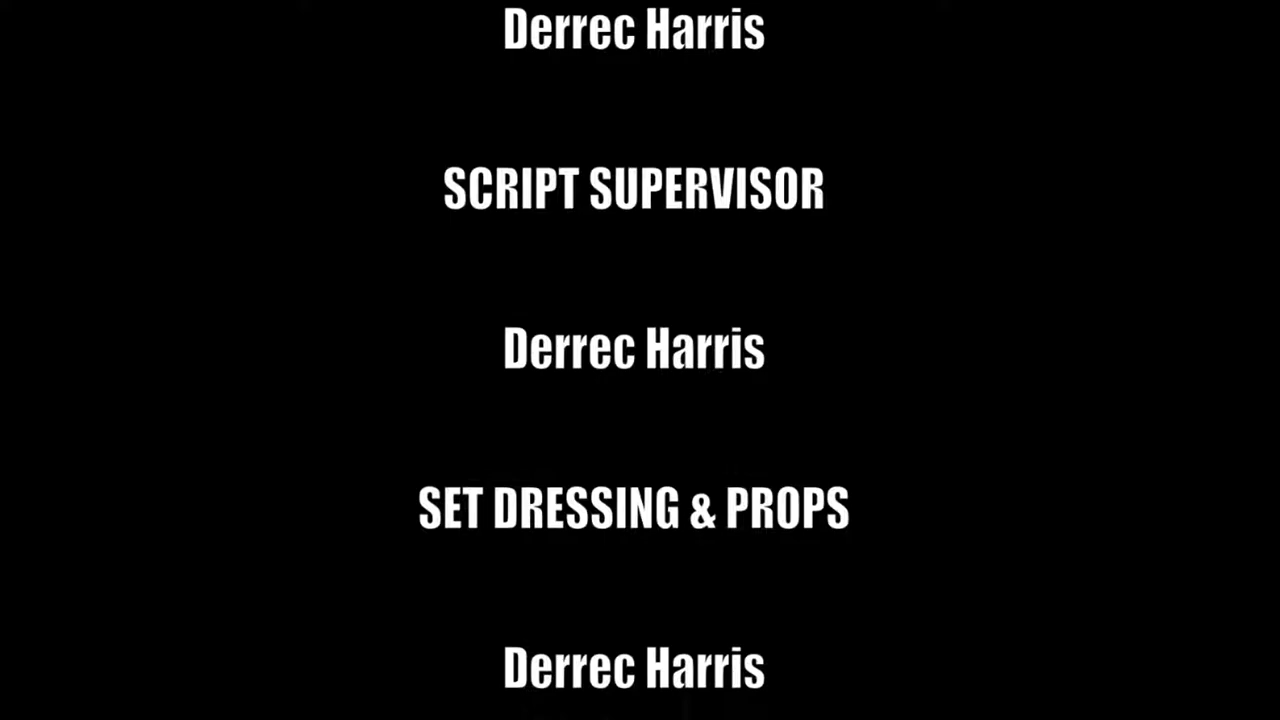 Derrec Harris
SCRIPT SUPERVISOR
Derrec Harris
SET DRESSING & PROPS
Derrec Harris